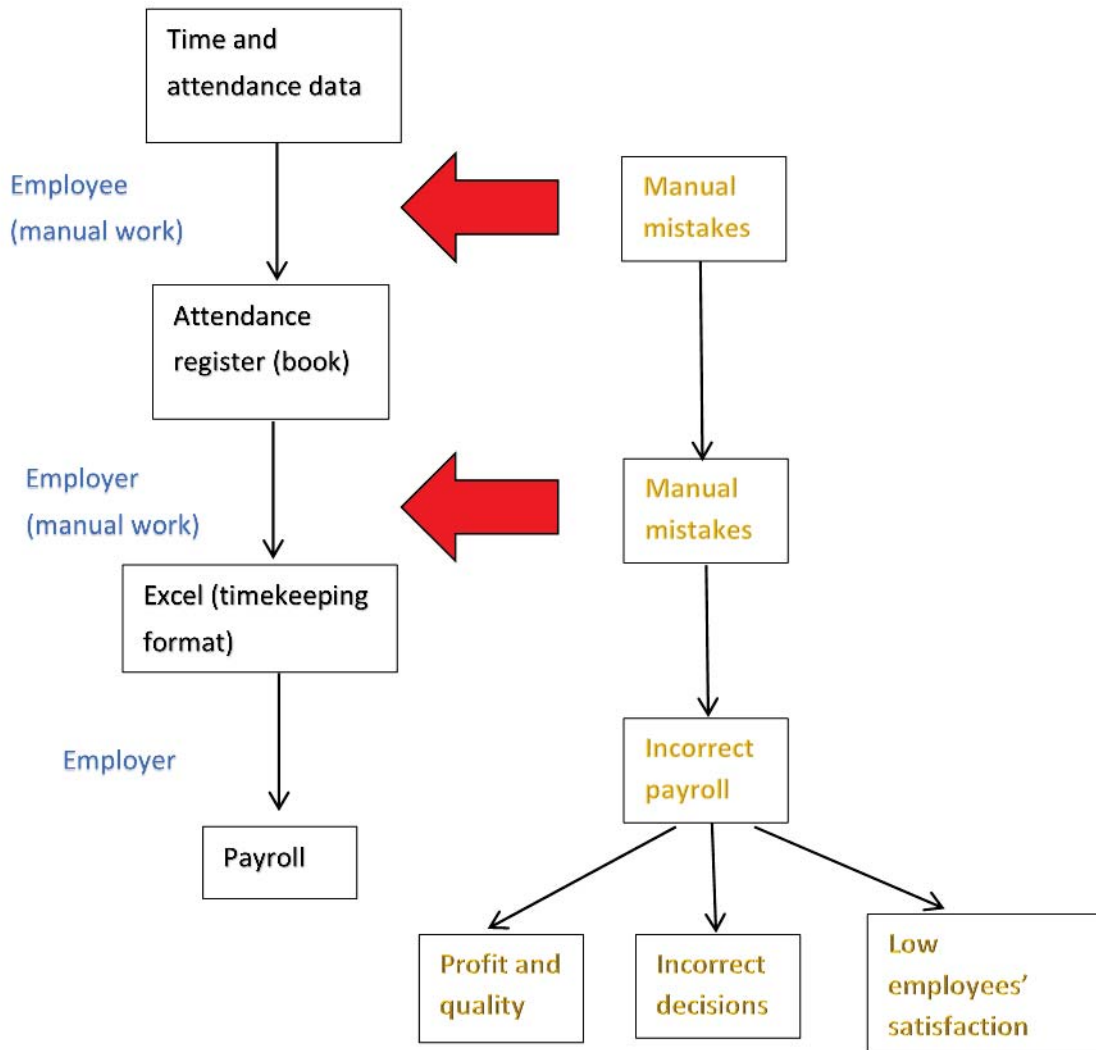 Time and
attendance data
Employee
(manual work)
Manual
mistakes
Attendance
register (book)
Employer
(manual work)
Manual
mistakes
Excel (timekeeping
format)
Employer
Incorrect
payroll
Payroll
Profit and
quality
Incorrect
decisions
Low
employees’
satisfaction